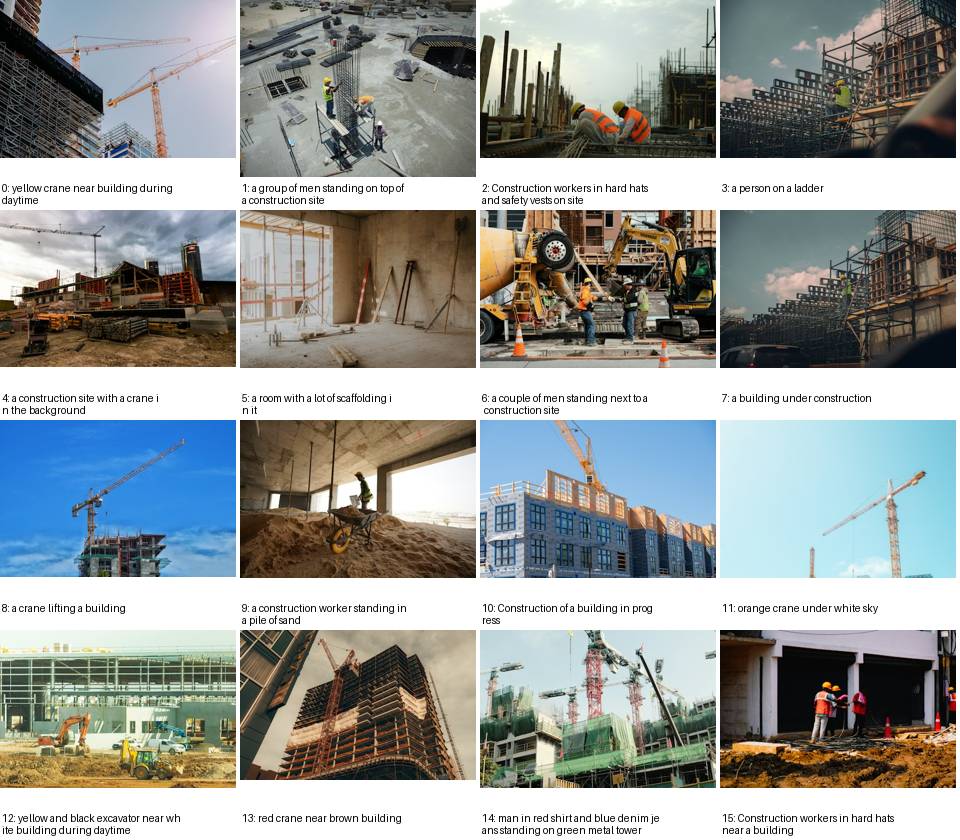 0: yellow crane near building during
daytime
1: a group of men standing on top of
a construction site
2: Construction workers in hard hats
and safety vests on site
3: a person on a ladder
4: a construction site with a crane i
n the background
5: a room with a lot of scaffolding i
n it
6: a couple of men standing next to a
construction site
7: a building under construction
8: a crane lifting a building
9: a construction worker standing in
a pile of sand
10: Construction of a building in prog
ress
11: orange crane under white sky
12: yellow and black excavator near wh
ite building during daytime
13: red crane near brown building
14: man in red shirt and blue denim je
ans standing on green metal tower
15: Construction workers in hard hats
near a building